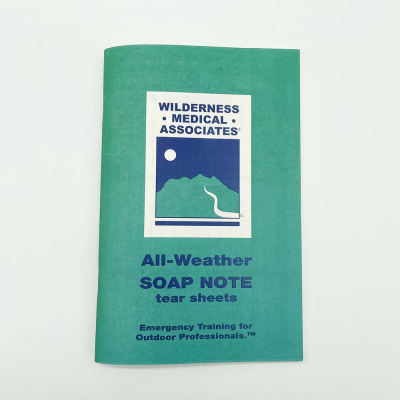 WILDERNESS
• MEDICAL •
ASSOCIATES®
All-Weather
SOAP NOTE
tear sheets
Emergency Training for
Outdoor Professionals.™